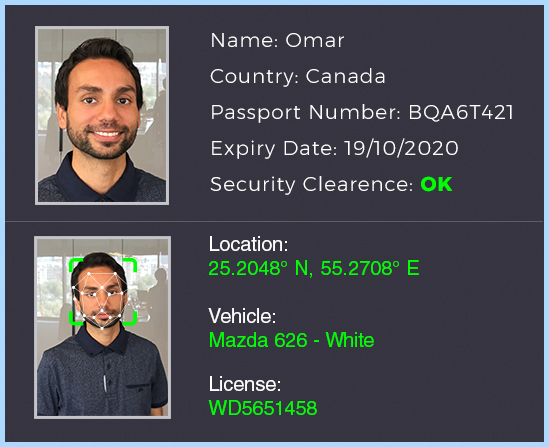 Name: Omar
Country: Canada
Passport Number: BQA6T421
Expiry Date: 19/10/2020
Security Clearence: OK
Location:
25.2048° N, 55.2708° E
Vehicle:
Mazda 626 - White
License:
WD5651458